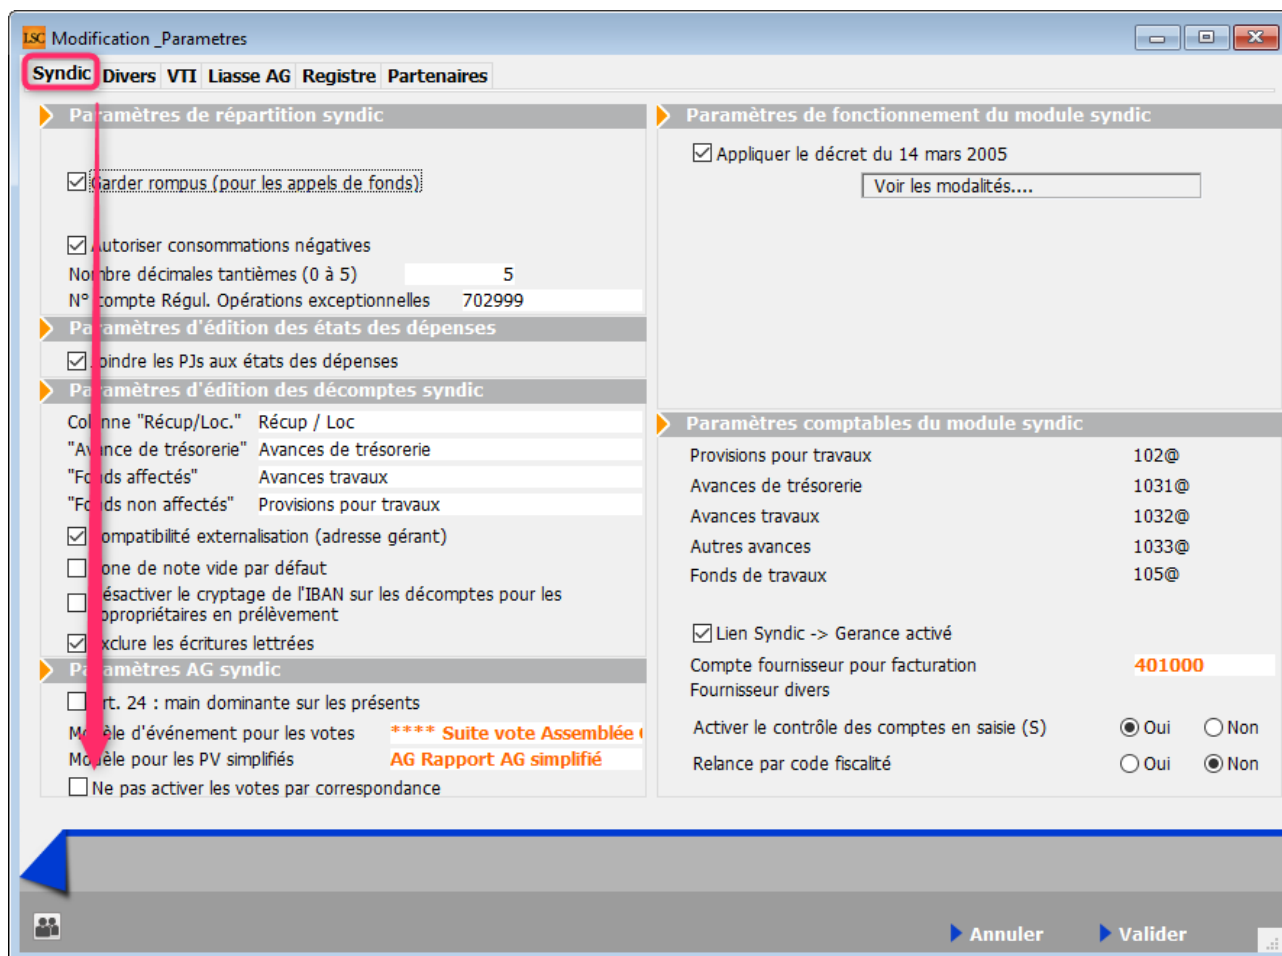 LSC Modification _Parametres
Syndic Divers VTI Liasse AG Registre Partenaires
Paramètres de répartition syndic
Garder rompus (pour les appels de fonds)
Autoriser consommations négatives
Nombre décimales tantièmes (0 à 5) 5
N° compte Régul. Opérations exceptionnelles 702999
Paramètres d'édition des états des dépenses
Joindre les PJs aux états des dépenses
Paramètres d'édition des décomptes syndic
Colonne "Récup/Loc." Récup / Loc
"Avance de trésorerie" Avances de trésorerie
"Fonds affectés" Avances travaux
"Fonds non affectés" Provisions pour travaux
Compatibilité externalisation (adresse gérant)
Zone de note vide par défaut
Désactiver le cryptage de l'IBAN sur les décomptes pour les
copropriétaires en prélèvement
Exclure les écritures lettrées
Paramètres AG syndic
Art. 24 : main dominante sur les présents
Modèle d'événement pour les votes **** Suite vote Assemblée
Modèle pour les PV simplifiés AG Rapport AG simplifié
Ne pas activer les votes par correspondance
Paramètres de fonctionnement du module syndic
Appliquer le décret du 14 mars 2005
Voir les modalités....
Paramètres comptables du module syndic
Provisions pour travaux 102@
Avances de trésorerie 1031@
Avances travaux 1032@
Autres avances 1033@
Fonds de travaux 105@
Lien Syndic -> Gerance activé
Compte fournisseur pour facturation 401000
Fournisseur divers
Activer le contrôle des comptes en saisie (S) Oui Non
Relance par code fiscalité Oui Non
Annuler Valider